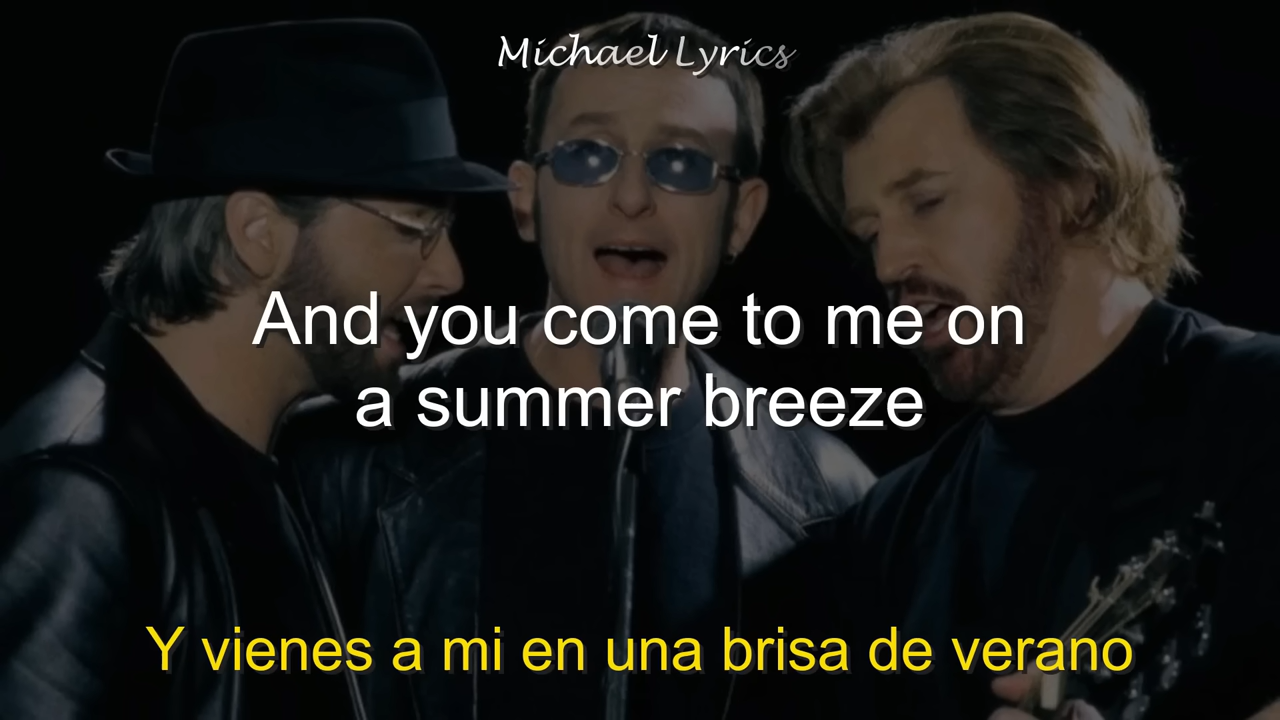 Michael Lyrics
And you come to me on
a summer breeze
Y vienes a mi en una brisa de verano